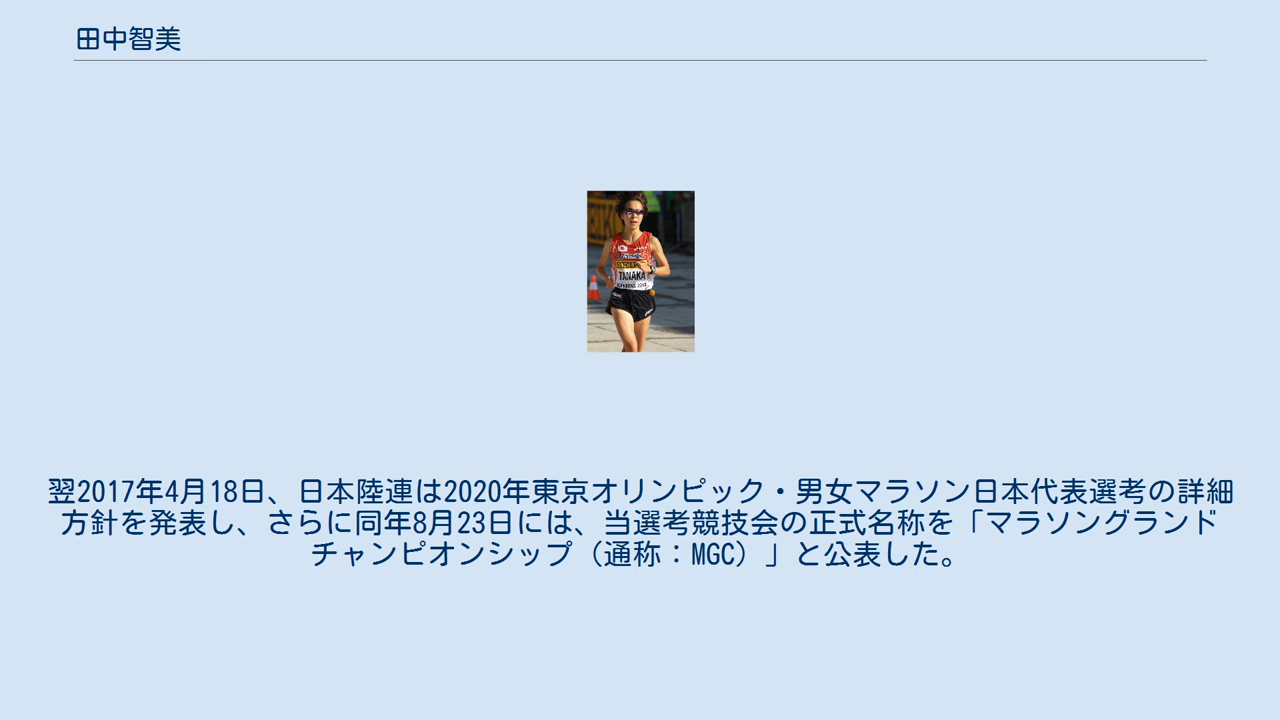 田中智美
TANAKA
翌2017年4月18日、日本陸連は2020年東京オリンピック・男女マラソン日本代表選考の詳細
方針を発表し、さらに同年8月23日には、当選考競技会の正式名称を「マラソングランド
チャンピオンシップ（通称：MGC）」と公表した。